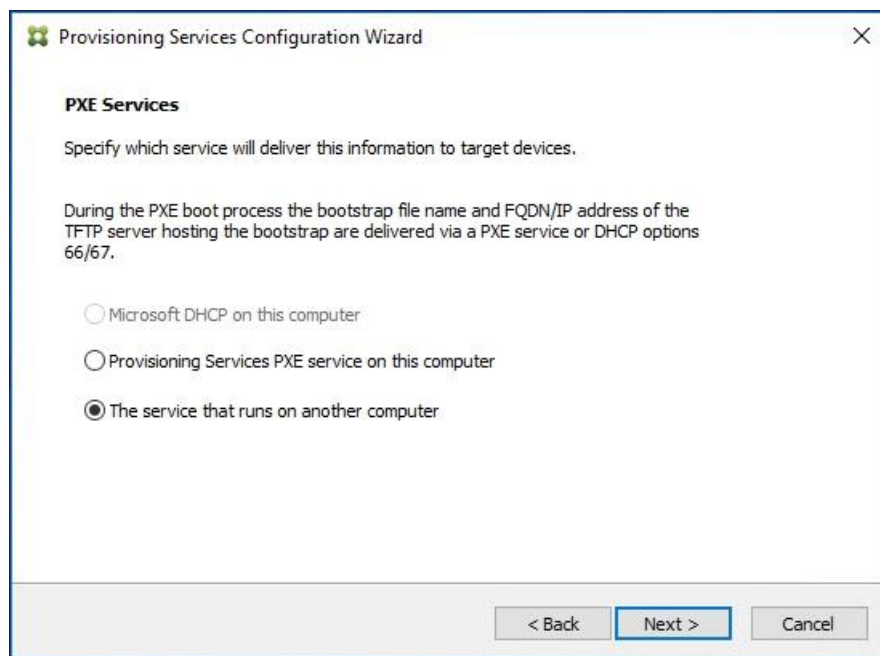 Provisioning Services Configuration Wizard
PXE Services
Specify which service will deliver this information to target devices.
During the PXE boot process the bootstrap file name and FQDN/IP address of the
TFTP server hosting the bootstrap are delivered via a PXE service or DHCP options
66/67.
Microsoft DHCP on this computer
Provisioning Services PXE service on this computer
The service that runs on another computer
< Back Next > Cancel